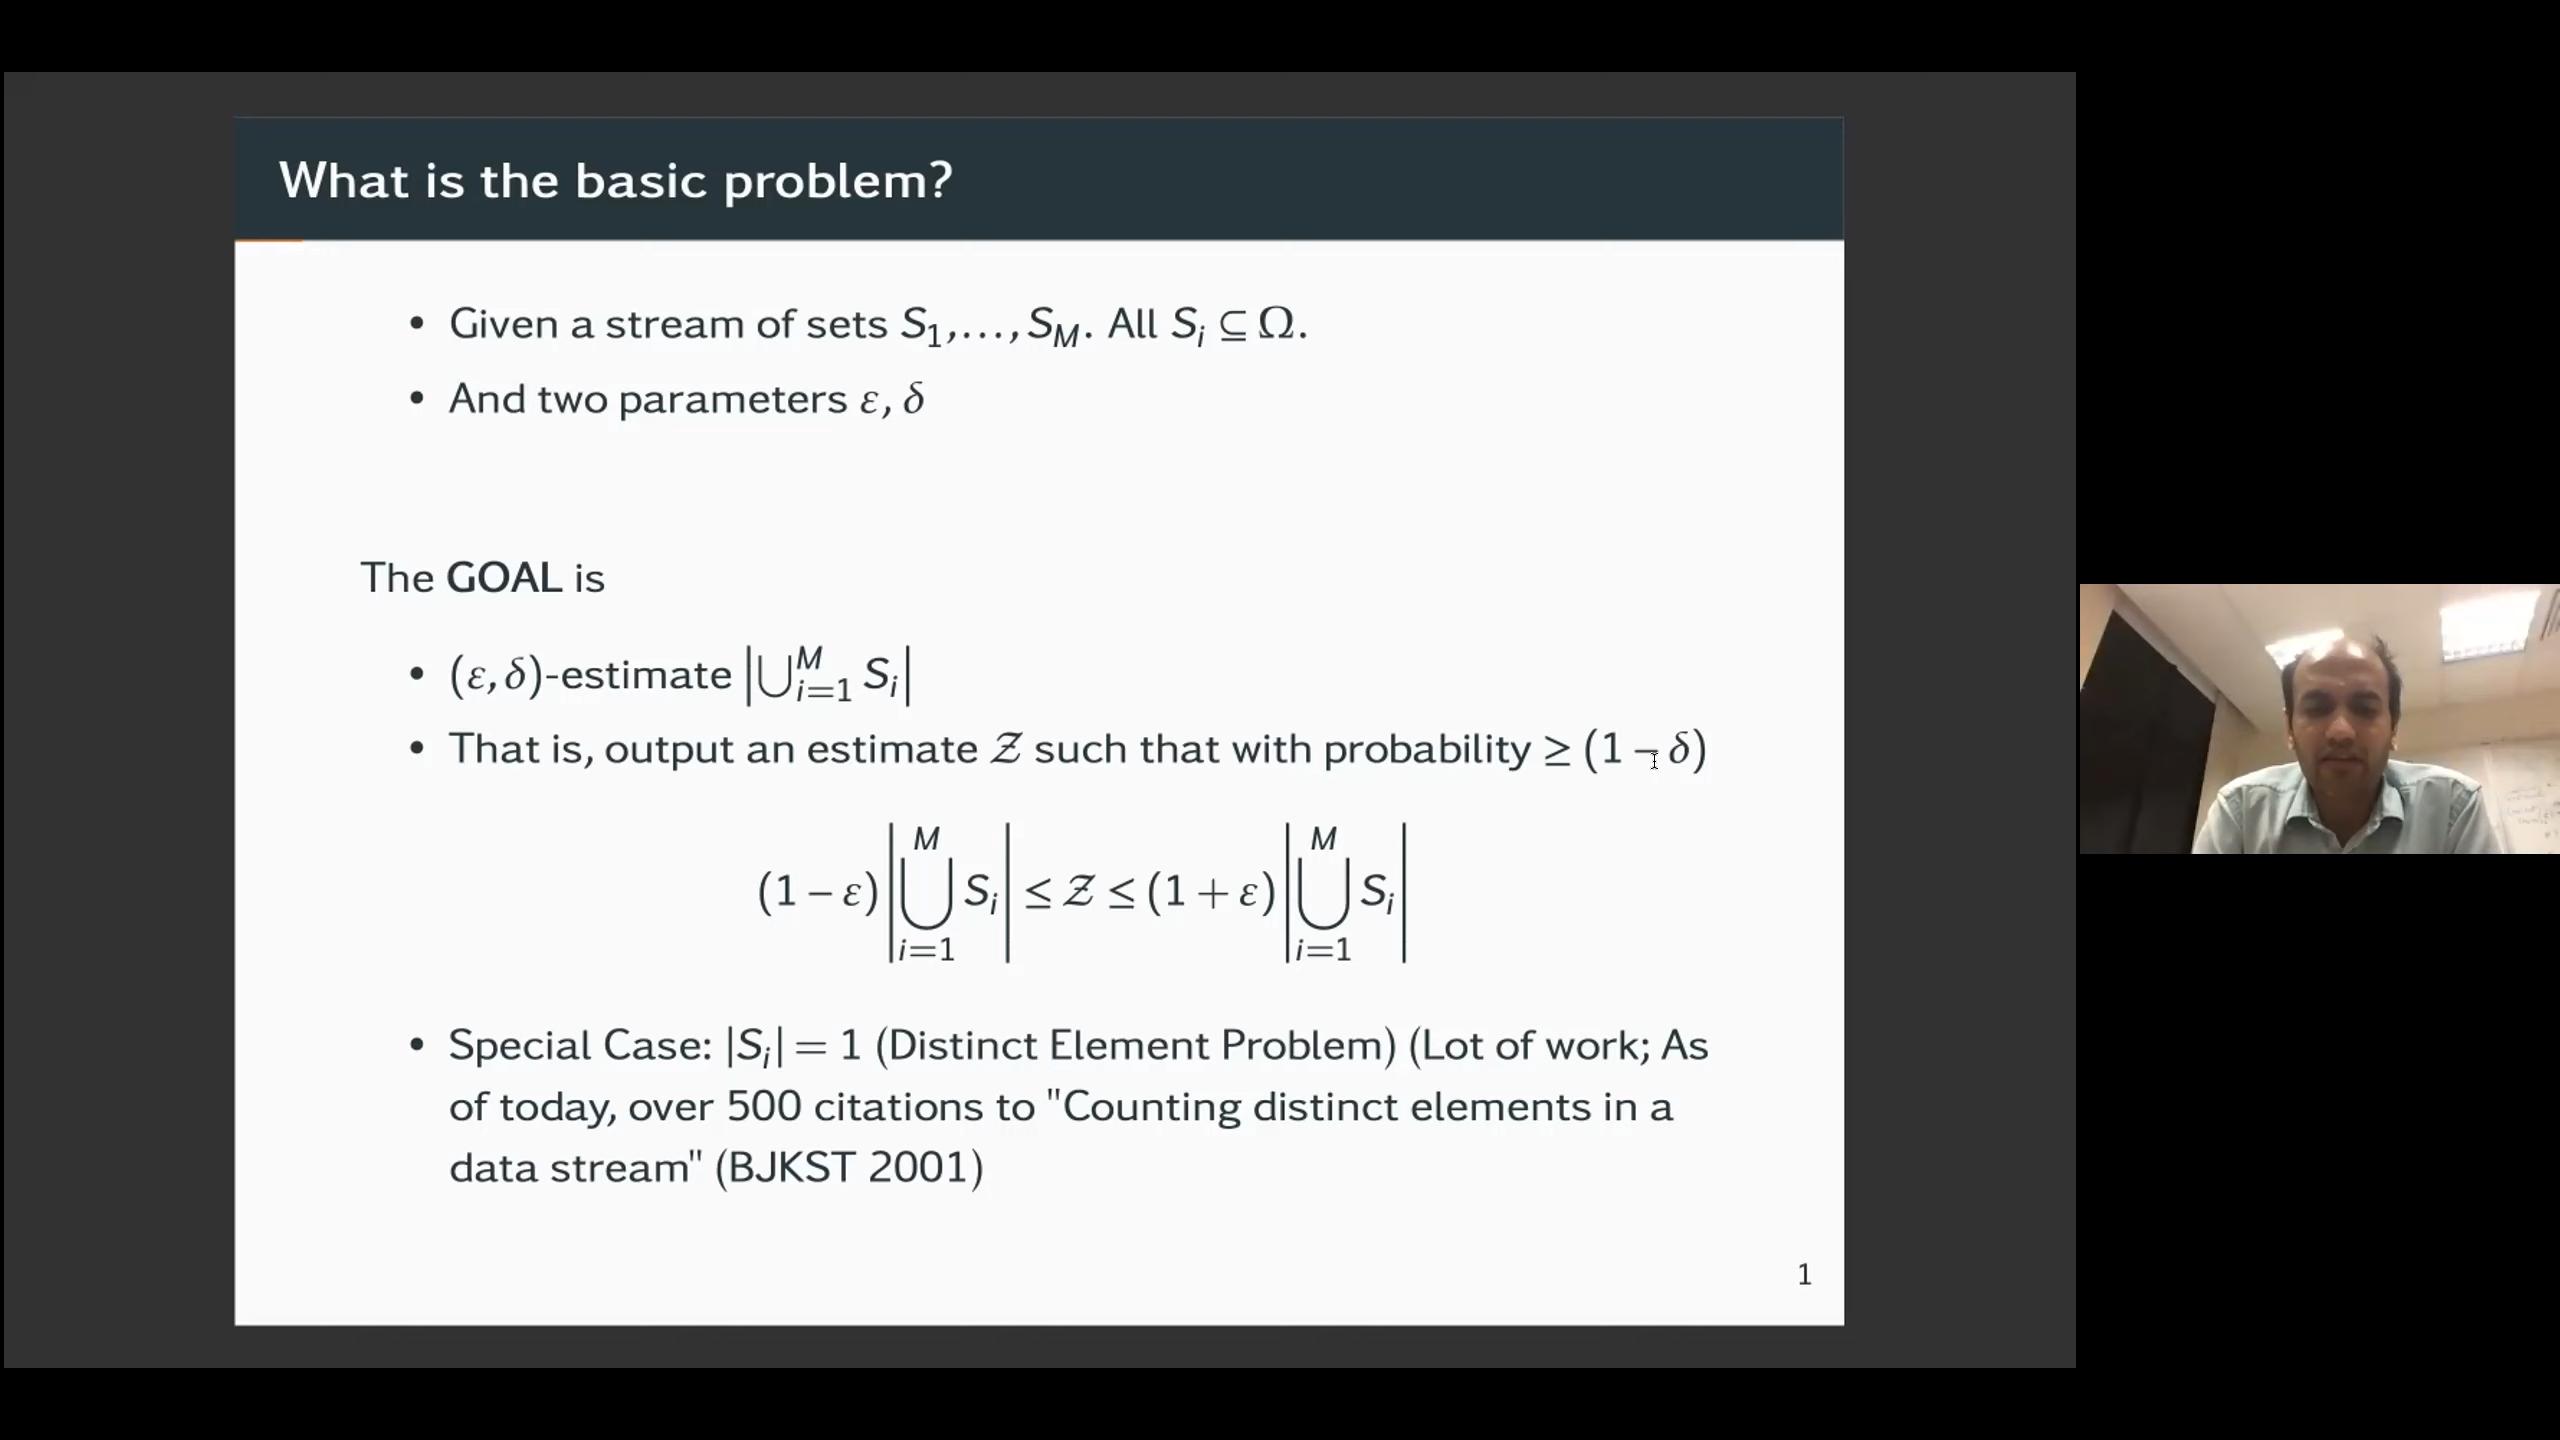 What is the basic problem?
• Given a stream of sets S₁,…,S_M. All S_i ⊆ Ω.
• And two parameters ε, δ
The GOAL is
• (ε,δ)-estimate |⋃_{i=1}^{M} S_i|
• That is, output an estimate 𝒵 such that with probability ≥ (1 − δ)
(1 − ε) |⋃_{i=1}^{M} S_i| ≤ 𝒵 ≤ (1 + ε) |⋃_{i=1}^{M} S_i|
• Special Case: |S_i| = 1 (Distinct Element Problem) (Lot of work; As
of today, over 500 citations to "Counting distinct elements in a
data stream" (BJKST 2001)
1